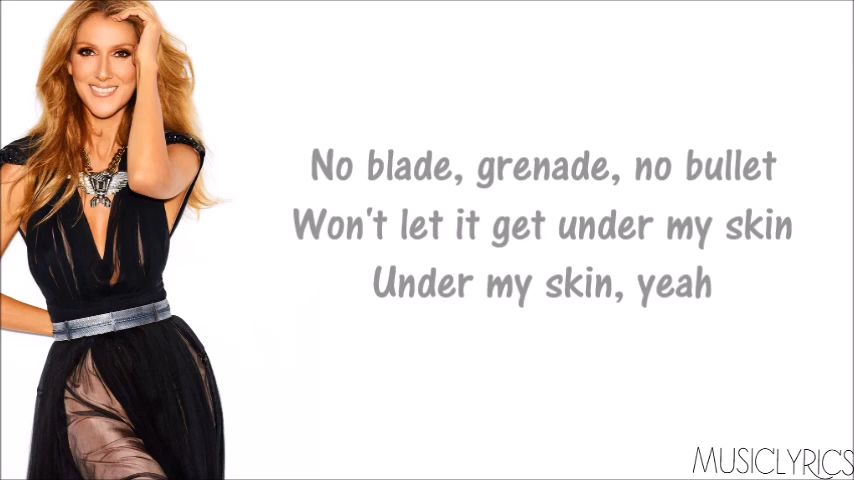 No blade, grenade, no bullet
Won't let it get under my skin
Under my skin, yeah
MUSICLYRICS